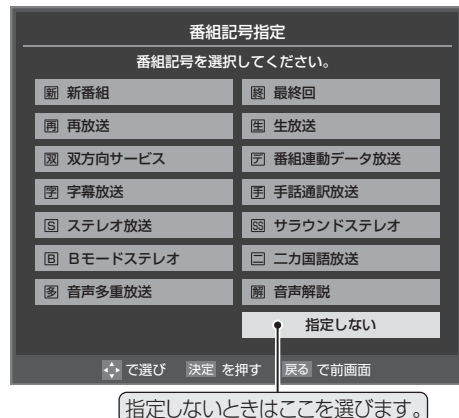 番組記号指定
番組記号を選択してください。
新 新番組
終 最終回
再 再放送
生 生放送
双 双方向サービス
デ 番組連動データ放送
字 字幕放送
手 手話通訳放送
S ステレオ放送
SS サラウンドステレオ
B Bモードステレオ
二 二カ国語放送
多 音声多重放送
解 音声解説
指定しない
で選び 決定 を押す 戻る で前画面
指定しないときはここを選びます。